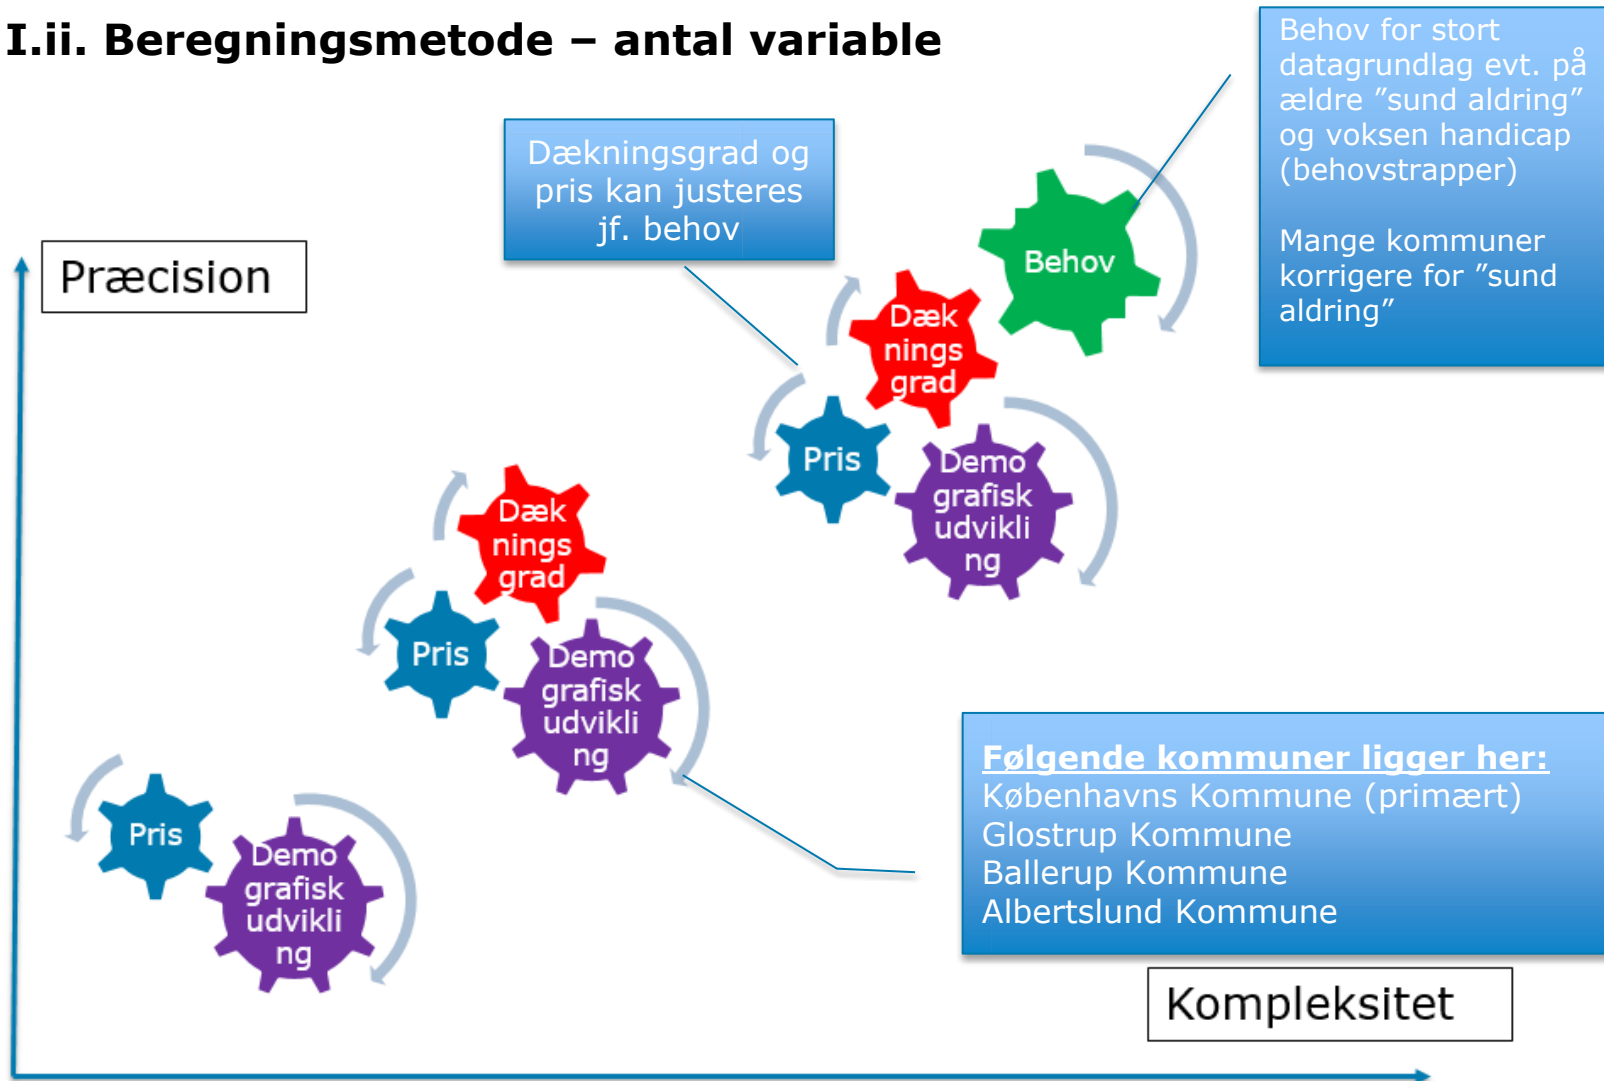 I.ii. Beregningsmetode – antal variable
Behov for stort
datagrundlag evt. på
ældre ”sund aldring”
og voksen handicap
(behovstrapper)
Mange kommuner
korrigere for ”sund
aldring”
Dækningsgrad og
pris kan justeres
jf. behov
Præcision
Behov
Dæk
nings
grad
Pris
Demo
grafisk
udvikli
ng
Dæk
nings
grad
Pris
Demo
grafisk
udvikli
ng
Følgende kommuner ligger her:
Københavns Kommune (primært)
Glostrup Kommune
Ballerup Kommune
Albertslund Kommune
Pris
Demo
grafisk
udvikli
ng
Kompleksitet